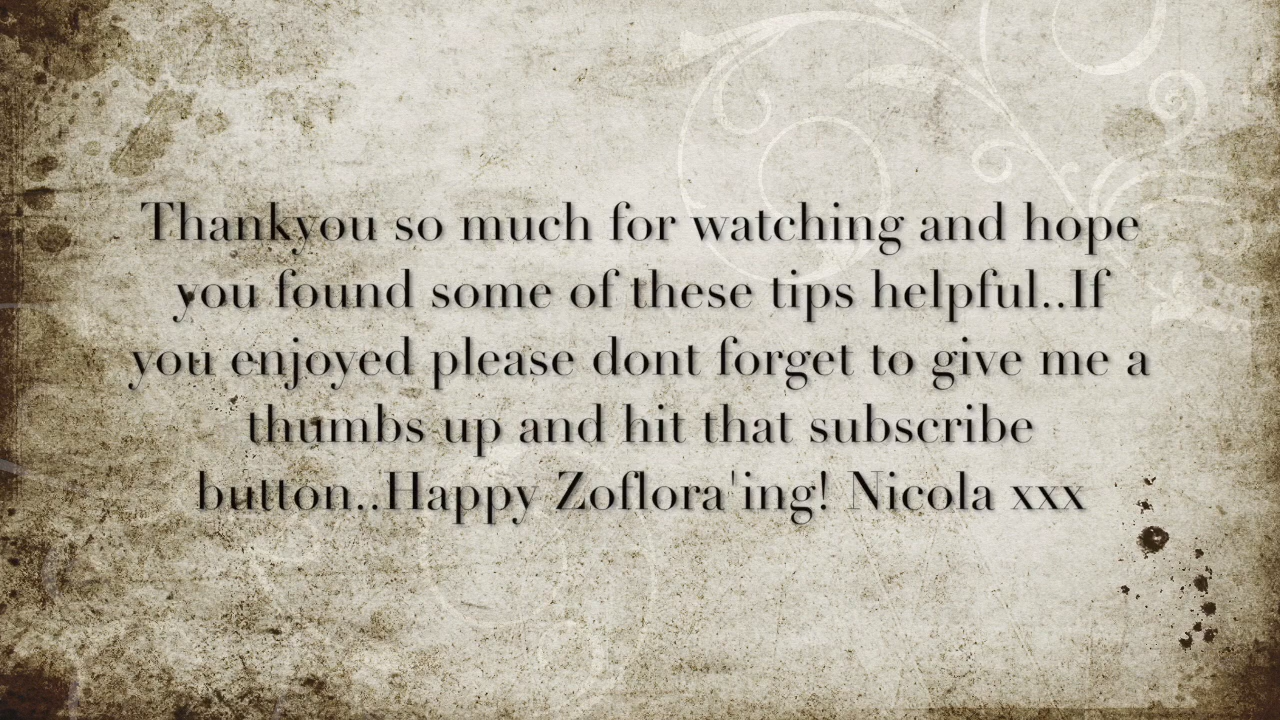 Thankyou so much for watching and hope
you found some of these tips helpful..If
you enjoyed please dont forget to give me a
thumbs up and hit that subscribe
button..Happy Zoflora'ing! Nicola xxx